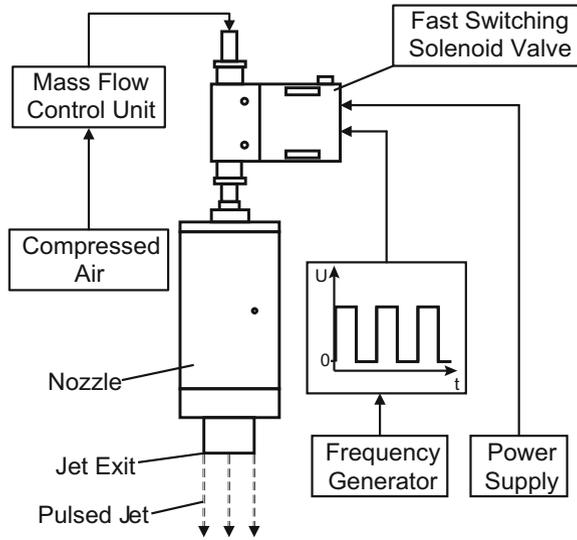 Fast Switching
Solenoid Valve
Mass Flow
Control Unit
Compressed
Air
U
0
t
Nozzle
Jet Exit
Pulsed Jet
Frequency
Generator
Power
Supply